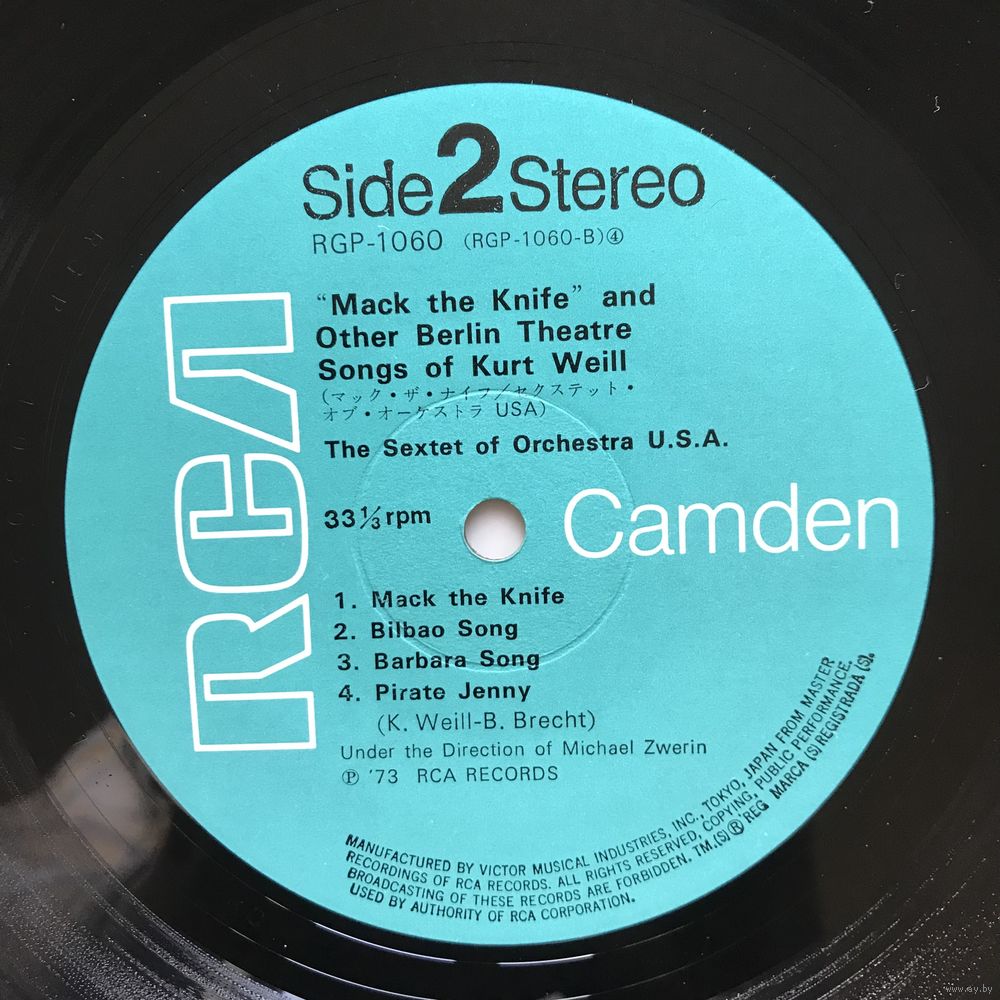 Side 2 Stereo
RGP-1060 (RGP-1060-B)④
“Mack the Knife” and
Other Berlin Theatre
Songs of Kurt Weill
(マック・ザ・ナイフ/セクステット・
オブ・オーケストラ USA)
The Sextet of Orchestra U.S.A.
33⅓rpm
RCA
Camden
1. Mack the Knife
2. Bilbao Song
3. Barbara Song
4. Pirate Jenny
(K. Weill-B. Brecht)
Under the Direction of Michael Zwerin
℗ '73 RCA RECORDS
MANUFACTURED BY VICTOR MUSICAL INDUSTRIES, INC., TOKYO, JAPAN FROM MASTER
RECORDINGS OF RCA RECORDS. ALL RIGHTS RESERVED, COPYING, PUBLIC PERFORMANCE,
BROADCASTING OF THESE RECORDS ARE FORBIDDEN. TM.(S)® REG MARCA (S) REGISTRADA (S).
USED BY AUTHORITY OF RCA CORPORATION.
www.ay.by